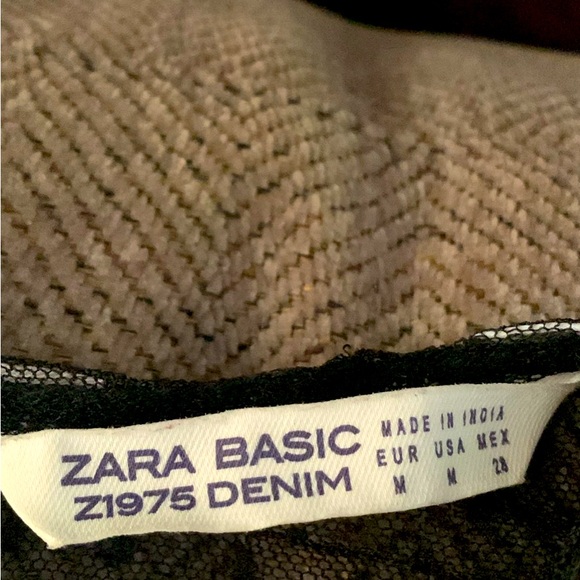 ZARA BASIC
Z1975 DENIM
MADE IN INDIA
EUR USA MEX
M M 28